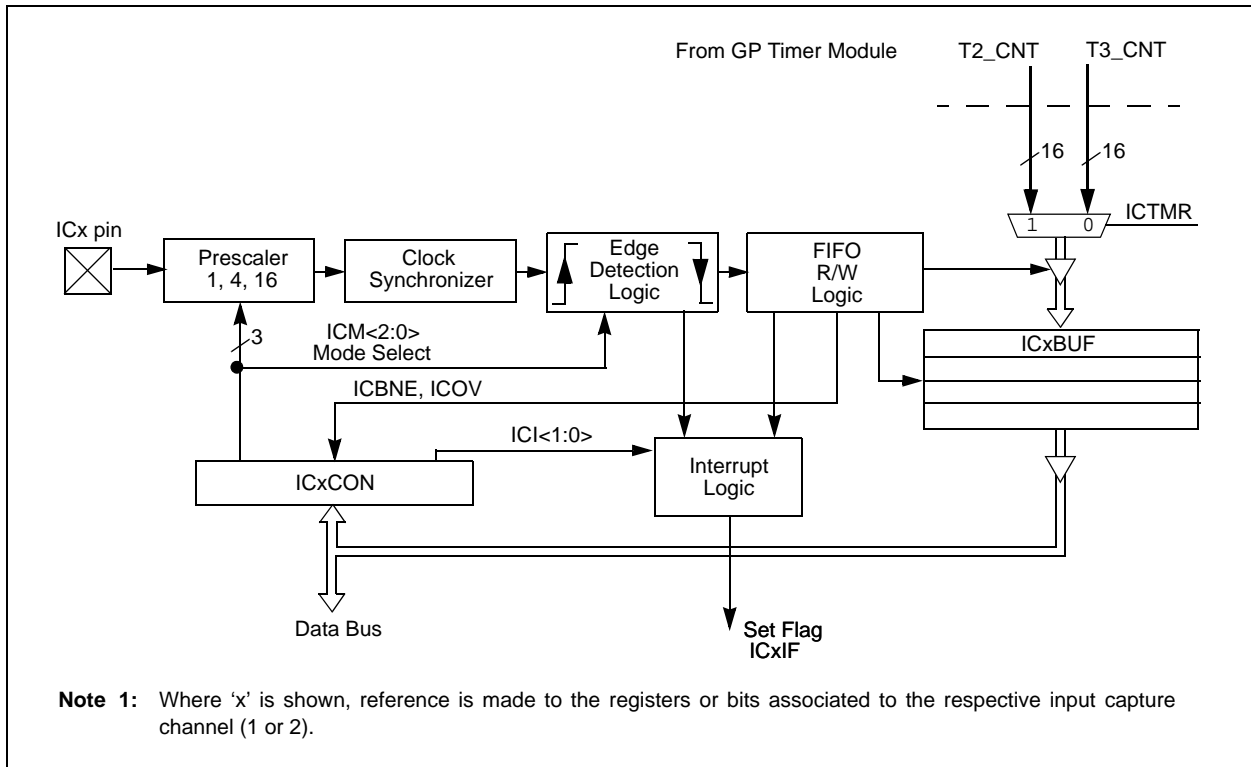 From GP Timer Module
T2_CNT
T3_CNT
16
16
ICx pin
1 0
ICTMR
Prescaler
1, 4, 16
Clock
Synchronizer
Edge
Detection
Logic
FIFO
R/W
Logic
3
ICM<2:0>
Mode Select
ICxBUF
ICBNE, ICOV
ICI<1:0>
Interrupt
Logic
ICxCON
Data Bus
Set Flag
ICxIF
Note 1: Where ‘x’ is shown, reference is made to the registers or bits associated to the respective input capture
channel (1 or 2).